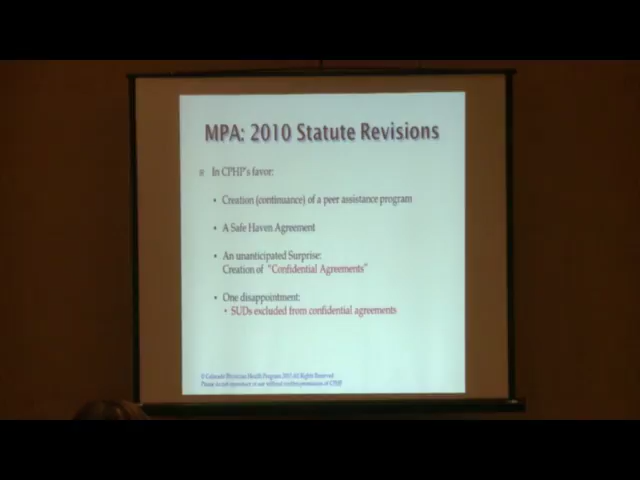 MPA: 2010 Statute Revisions
In CPHP's favor:
• Creation (continuance) of a peer assistance program
• A Safe Haven Agreement
• An unanticipated Surprise:
Creation of "Confidential Agreements"
• One disappointment:
• SUDs excluded from confidential agreements
© Colorado Physician Health Program 2013 All Rights Reserved
Please do not reproduce or use without written permission of CPHP